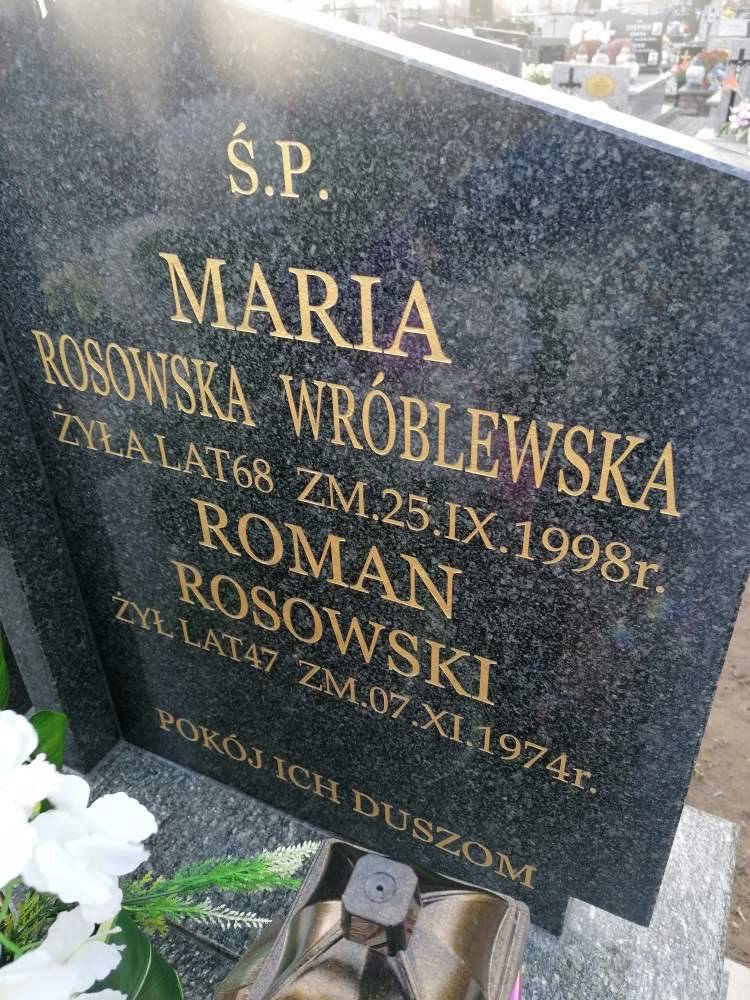 Ś.P.
MARIA
ROSOWSKA WRÓBLEWSKA
ŻYŁA LAT68 ZM.25.IX.1998r.
ROMAN
ROSOWSKI
ŻYŁ LAT47 ZM.07.XI.1974r.
POKÓJ ICH DUSZOM